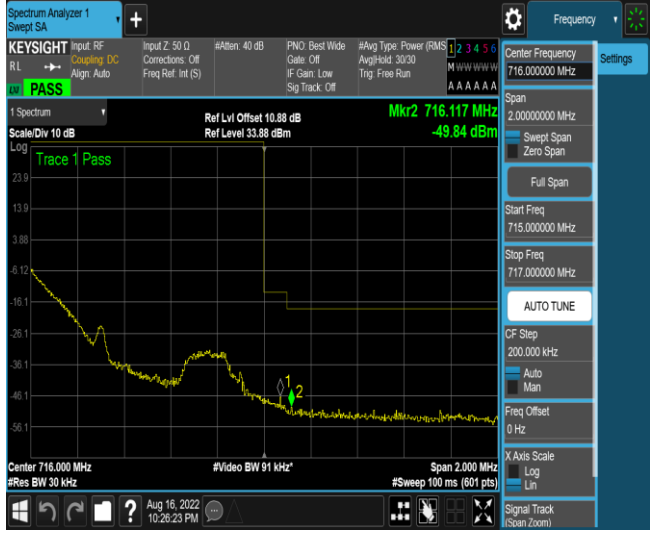 Spectrum Analyzer 1
Swept SA
Frequency
KEYSIGHT
R L
PASS
Input: RF
Coupling: DC
Align: Auto
Input Z: 50 Ω
Corrections: Off
Freq Ref: Int (S)
#Atten: 40 dB
PNO: Best Wide
Gate: Off
IF Gain: Low
Sig Track: Off
#Avg Type: Power (RMS
Avg|Hold: 30/30
Trig: Free Run
1 2 3 4 5 6
M W W W W W
A A A A A A
1 Spectrum
Scale/Div 10 dB
Ref Lvl Offset 10.88 dB
Ref Level 33.88 dBm
Mkr2 716.117 MHz
-49.84 dBm
Log
Trace 1 Pass
23.9
13.9
3.88
-6.12
-16.1
-26.1
-36.1
-46.1
-56.1
1
2
Center 716.000 MHz
#Res BW 30 kHz
#Video BW 91 kHz*
Span 2.000 MHz
#Sweep 100 ms (601 pts)
Aug 16, 2022
10:26:23 PM
?
Center Frequency
716.000000 MHz
Span
2.00000000 MHz
Swept Span
Zero Span
Full Span
Start Freq
715.000000 MHz
Stop Freq
717.000000 MHz
AUTO TUNE
CF Step
200.000 kHz
Auto
Man
Freq Offset
0 Hz
X Axis Scale
Log
Lin
Signal Track
(Span Zoom)
Settings